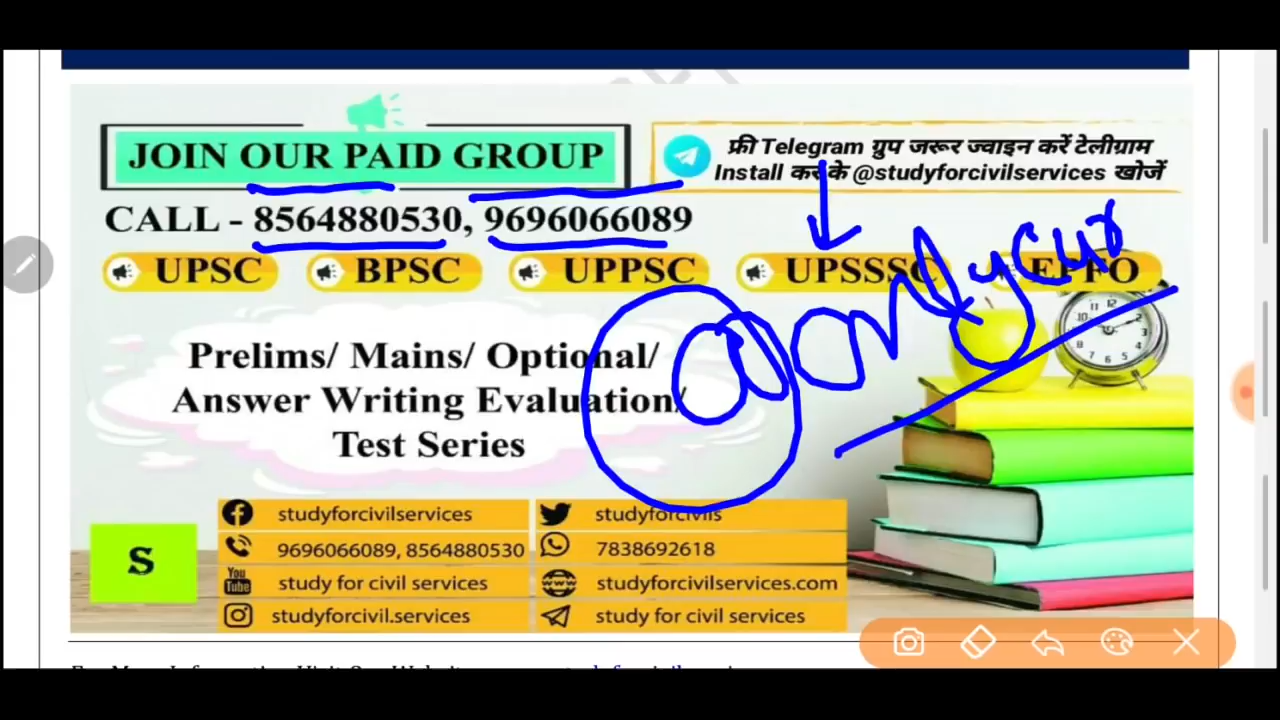 JOIN OUR PAID GROUP
फ्री Telegram ग्रुप जरूर ज्वाइन करें टेलीग्राम
Install करके @studyforcivilservices खोजें
CALL - 8564880530, 9696066089
UPSC BPSC UPPSC UPSSSC EPFO
Prelims/ Mains/ Optional/
Answer Writing Evaluation/
Test Series
studyforcivilservices
studyforcivils
9696066089, 8564880530
7838692618
You Tube study for civil services
studyforcivilservices.com
studyforcivil.services
study for civil services
S